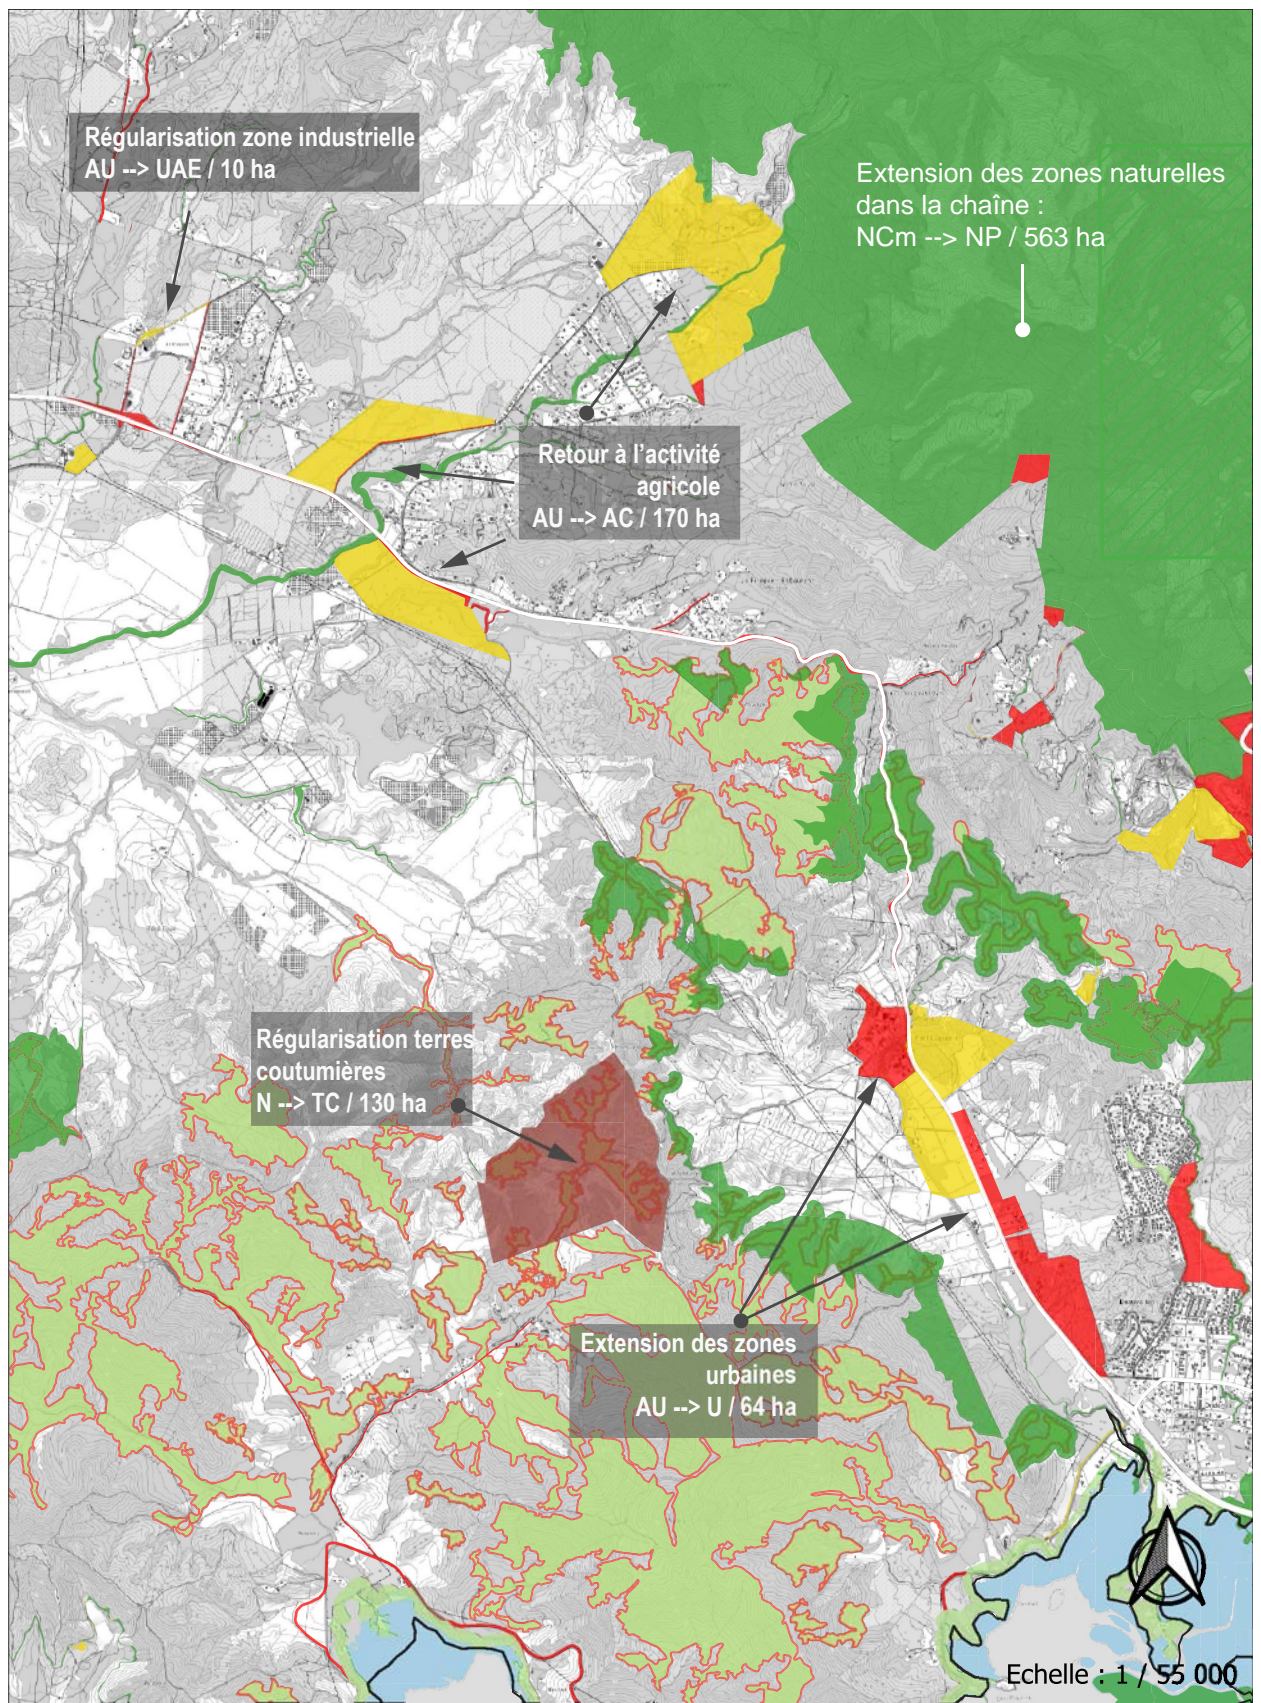 Régularisation zone industrielle
AU --> UAE / 10 ha
Extension des zones naturelles
dans la chaîne :
NCm --> NP / 563 ha
Retour à l’activité
agricole
AU --> AC / 170 ha
Régularisation terres
coutumières
N --> TC / 130 ha
Extension des zones
urbaines
AU --> U / 64 ha
Echelle : 1 / 55 000